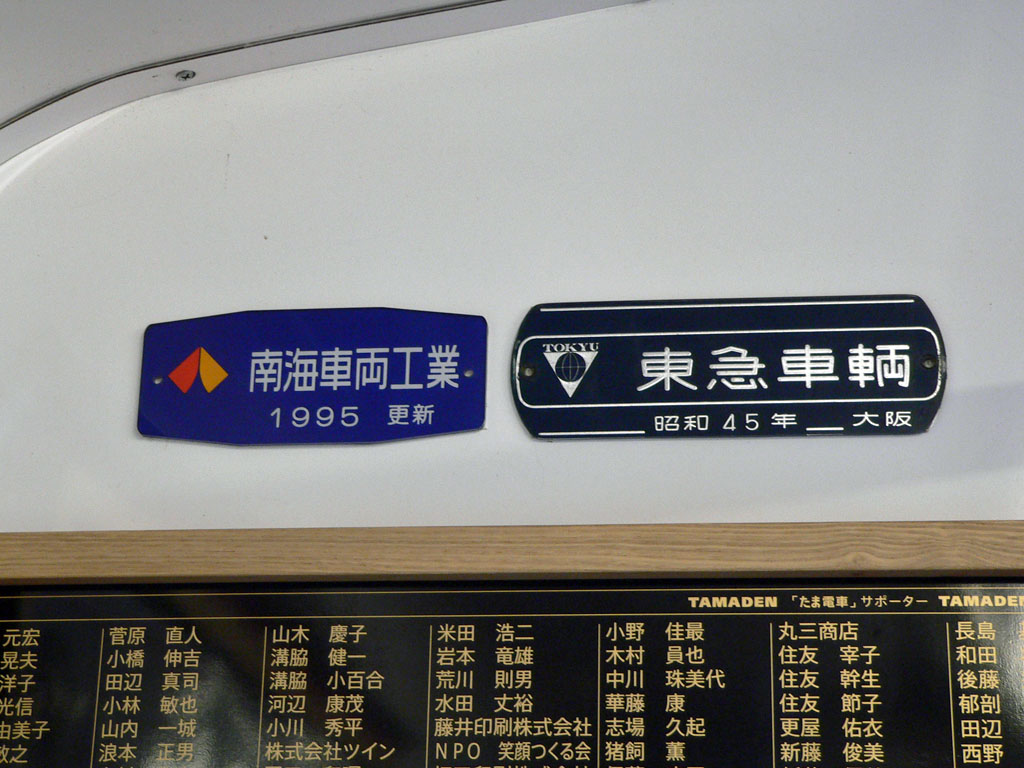 南海車両工業
1995 更新
TOKYU
東急車輛
昭和 45 年 大阪
TAMADEN 「たま電車」サポーター TAMADEN
元宏 菅原 直人 山木 慶子 米田 浩二 小野 佳最 丸三商店 長島
晃夫 小橋 伸吉 溝脇 健一 岩本 竜雄 木村 員也 住友 宰子 和田
洋子 田辺 真司 溝脇 小百合 荒川 則男 中川 珠美代 住友 幹生 後藤
光信 小林 敏也 河辺 康茂 水田 丈裕 華藤 康 住友 節子 郁剖
由美子 山内 一城 小川 秀平 藤井印刷株式会社 志場 久起 更屋 佑衣 田辺
敏之 浪本 正男 株式会社ツイン NPO 笑顔つくる会 猪飼 薫 新藤 俊美 西野